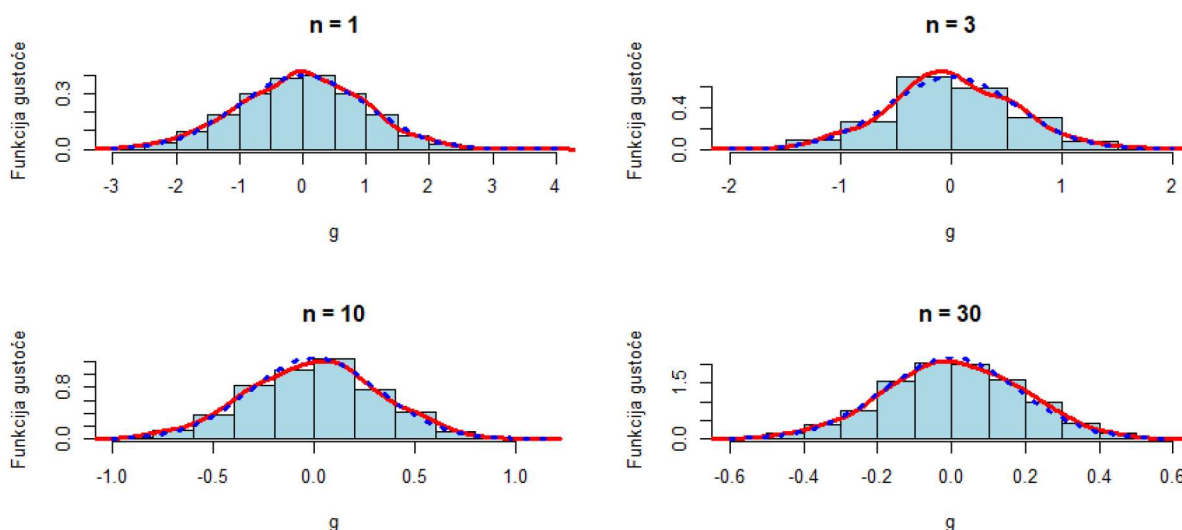 n = 1
Funkcija gustoće
0.0 0.3
-3 -2 -1 0 1 2 3 4
g
n = 3
Funkcija gustoće
0.0 0.4
-2 -1 0 1 2
g
n = 10
Funkcija gustoće
0.0 0.8
-1.0 -0.5 0.0 0.5 1.0
g
n = 30
Funkcija gustoće
0.0 1.5
-0.6 -0.4 -0.2 0.0 0.2 0.4 0.6
g